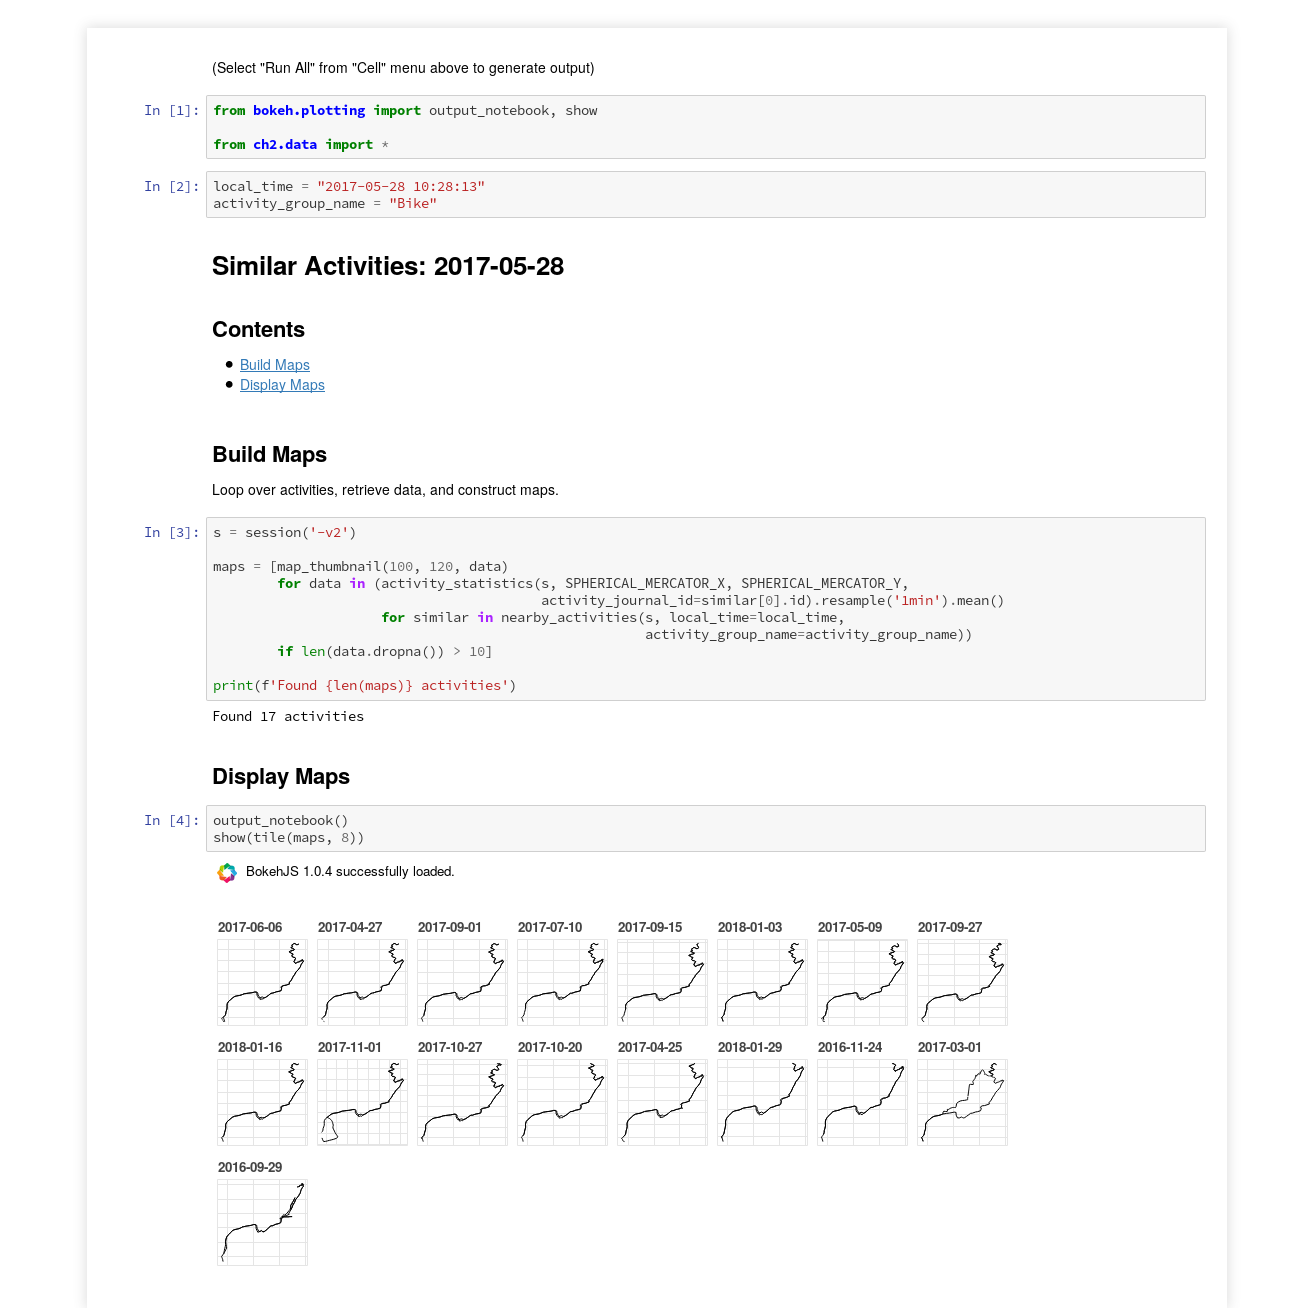 (Select "Run All" from "Cell" menu above to generate output)
In [1]: from bokeh.plotting import output_notebook, show
from ch2.data import *
In [2]: local_time = "2017-05-28 10:28:13"
activity_group_name = "Bike"
Similar Activities: 2017-05-28
Contents
Build Maps
Display Maps
Build Maps
Loop over activities, retrieve data, and construct maps.
In [3]: s = session('-v2')
maps = [map_thumbnail(100, 120, data)
for data in (activity_statistics(s, SPHERICAL_MERCATOR_X, SPHERICAL_MERCATOR_Y,
activity_journal_id=similar[0].id).resample('1min').mean()
for similar in nearby_activities(s, local_time=local_time,
activity_group_name=activity_group_name))
if len(data.dropna()) > 10]
print(f'Found {len(maps)} activities')
Found 17 activities
Display Maps
In [4]: output_notebook()
show(tile(maps, 8))
BokehJS 1.0.4 successfully loaded.
2017-06-06 2017-04-27 2017-09-01 2017-07-10 2017-09-15 2018-01-03 2017-05-09 2017-09-27
2018-01-16 2017-11-01 2017-10-27 2017-10-20 2017-04-25 2018-01-29 2016-11-24 2017-03-01
2016-09-29